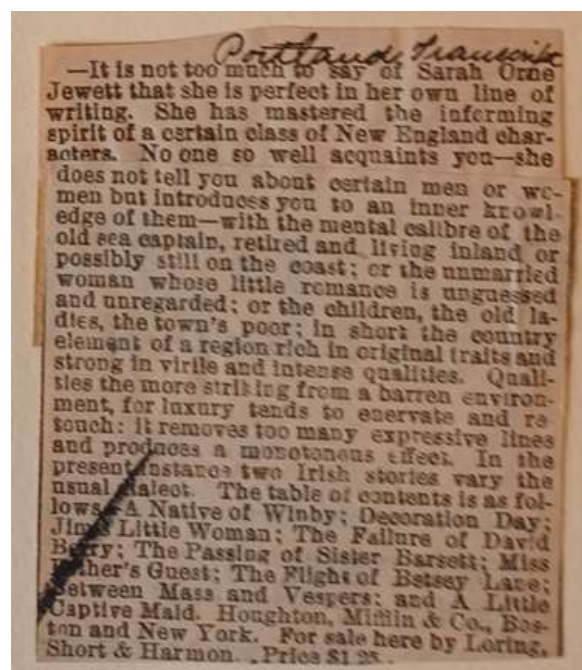 Portland Transcript
—It is not too much to say of Sarah Orne
Jewett that she is perfect in her own line of
writing. She has mastered the informing
spirit of a certain class of New England char-
acters. No one so well acquaints you—she
does not tell you about certain men or wo-
men but introduces you to an inner knowl-
edge of them—with the mental calibre of the
old sea captain, retired and living inland or
possibly still on the coast; or the unmarried
woman whose little romance is unguessed
and unregarded; or the children, the old la-
dies, the town's poor; in short the country
element of a region rich in original traits and
strong in virile and intense qualities. Quali-
ties the more striking from a barren environ-
ment, for luxury tends to enervate and re-
touch: it removes too many expressive lines
and produces a monotonous effect. In the
present instance two Irish stories vary the
usual dialect. The table of contents is as fol-
lows: A Native of Winby; Decoration Day;
Jim's Little Woman; The Failure of David
Berry; The Passing of Sister Barsett; Miss
Esther's Guest; The Flight of Betsey Lane;
Between Mass and Vespers; and A Little
Captive Maid. Houghton, Mifflin & Co., Bos-
ton and New York. For sale here by Loring,
Short & Harmon. Price $1.25.